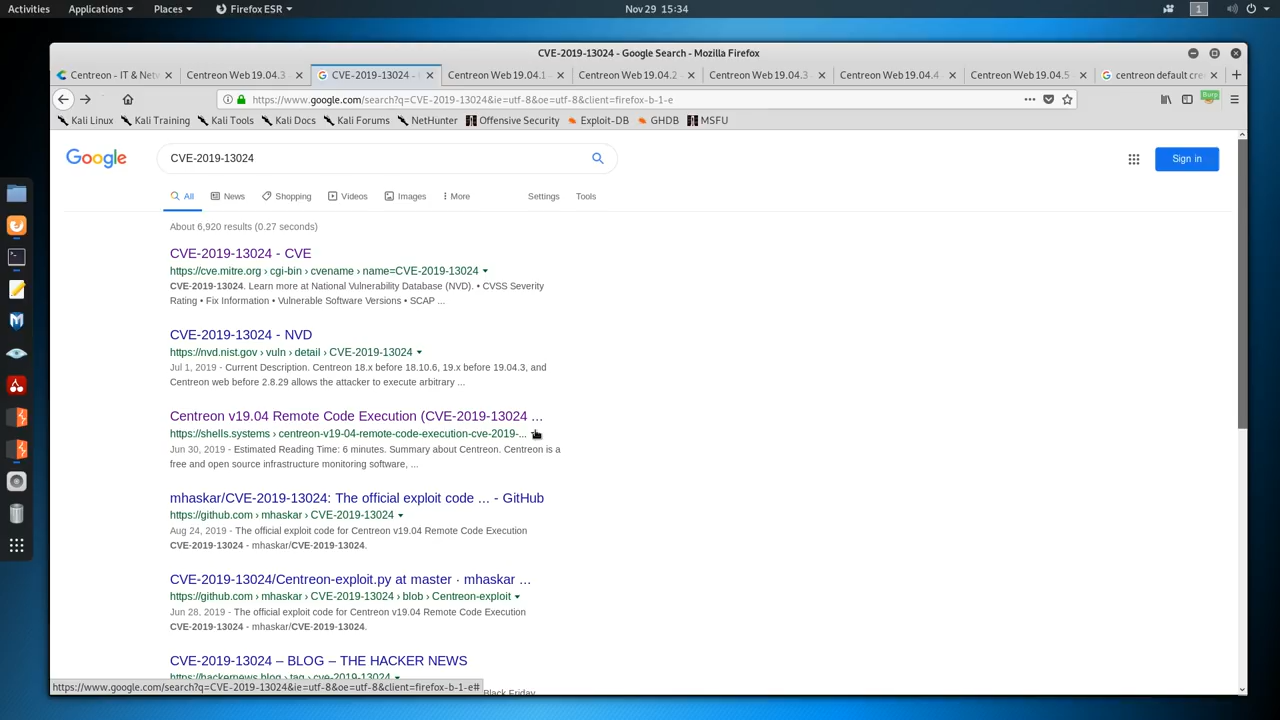 Activities Applications Places Firefox ESR Nov 29 15:34 1
CVE-2019-13024 - Google Search - Mozilla Firefox
Centreon - IT & Netv Centreon Web 19.04.3 CVE-2019-13024 - Centreon Web 19.04.1 Centreon Web 19.04.2 Centreon Web 19.04.3 Centreon Web 19.04.4 Centreon Web 19.04.5 centreon default cre
https://www.google.com/search?q=CVE-2019-13024&ie=utf-8&oe=utf-8&client=firefox-b-1-e Burp
Kali Linux Kali Training Kali Tools Kali Docs Kali Forums NetHunter Offensive Security Exploit-DB GHDB MSFU
Google CVE-2019-13024 Sign in
All News Shopping Videos Images More Settings Tools
About 6,920 results (0.27 seconds)
CVE-2019-13024 - CVE
https://cve.mitre.org › cgi-bin › cvename › name=CVE-2019-13024
CVE-2019-13024. Learn more at National Vulnerability Database (NVD). • CVSS Severity
Rating • Fix Information • Vulnerable Software Versions • SCAP ...
CVE-2019-13024 - NVD
https://nvd.nist.gov › vuln › detail › CVE-2019-13024
Jul 1, 2019 - Current Description. Centreon 18.x before 18.10.6, 19.x before 19.04.3, and
Centreon web before 2.8.29 allows the attacker to execute arbitrary ...
Centreon v19.04 Remote Code Execution (CVE-2019-13024 ...
https://shells.systems › centreon-v19-04-remote-code-execution-cve-2019-...
Jun 30, 2019 - Estimated Reading Time: 6 minutes. Summary about Centreon. Centreon is a
free and open source infrastructure monitoring software, ...
mhaskar/CVE-2019-13024: The official exploit code ... - GitHub
https://github.com › mhaskar › CVE-2019-13024
Aug 24, 2019 - The official exploit code for Centreon v19.04 Remote Code Execution
CVE-2019-13024 - mhaskar/CVE-2019-13024.
CVE-2019-13024/Centreon-exploit.py at master · mhaskar ...
https://github.com › mhaskar › CVE-2019-13024 › blob › Centreon-exploit
Jun 28, 2019 - The official exploit code for Centreon v19.04 Remote Code Execution
CVE-2019-13024 - mhaskar/CVE-2019-13024.
CVE-2019-13024 – BLOG – THE HACKER NEWS
https://hackernews.blog › tag › cve-2019-13024
https://www.google.com/search?q=CVE-2019-13024&ie=utf-8&oe=utf-8&client=firefox-b-1-e# Black Friday